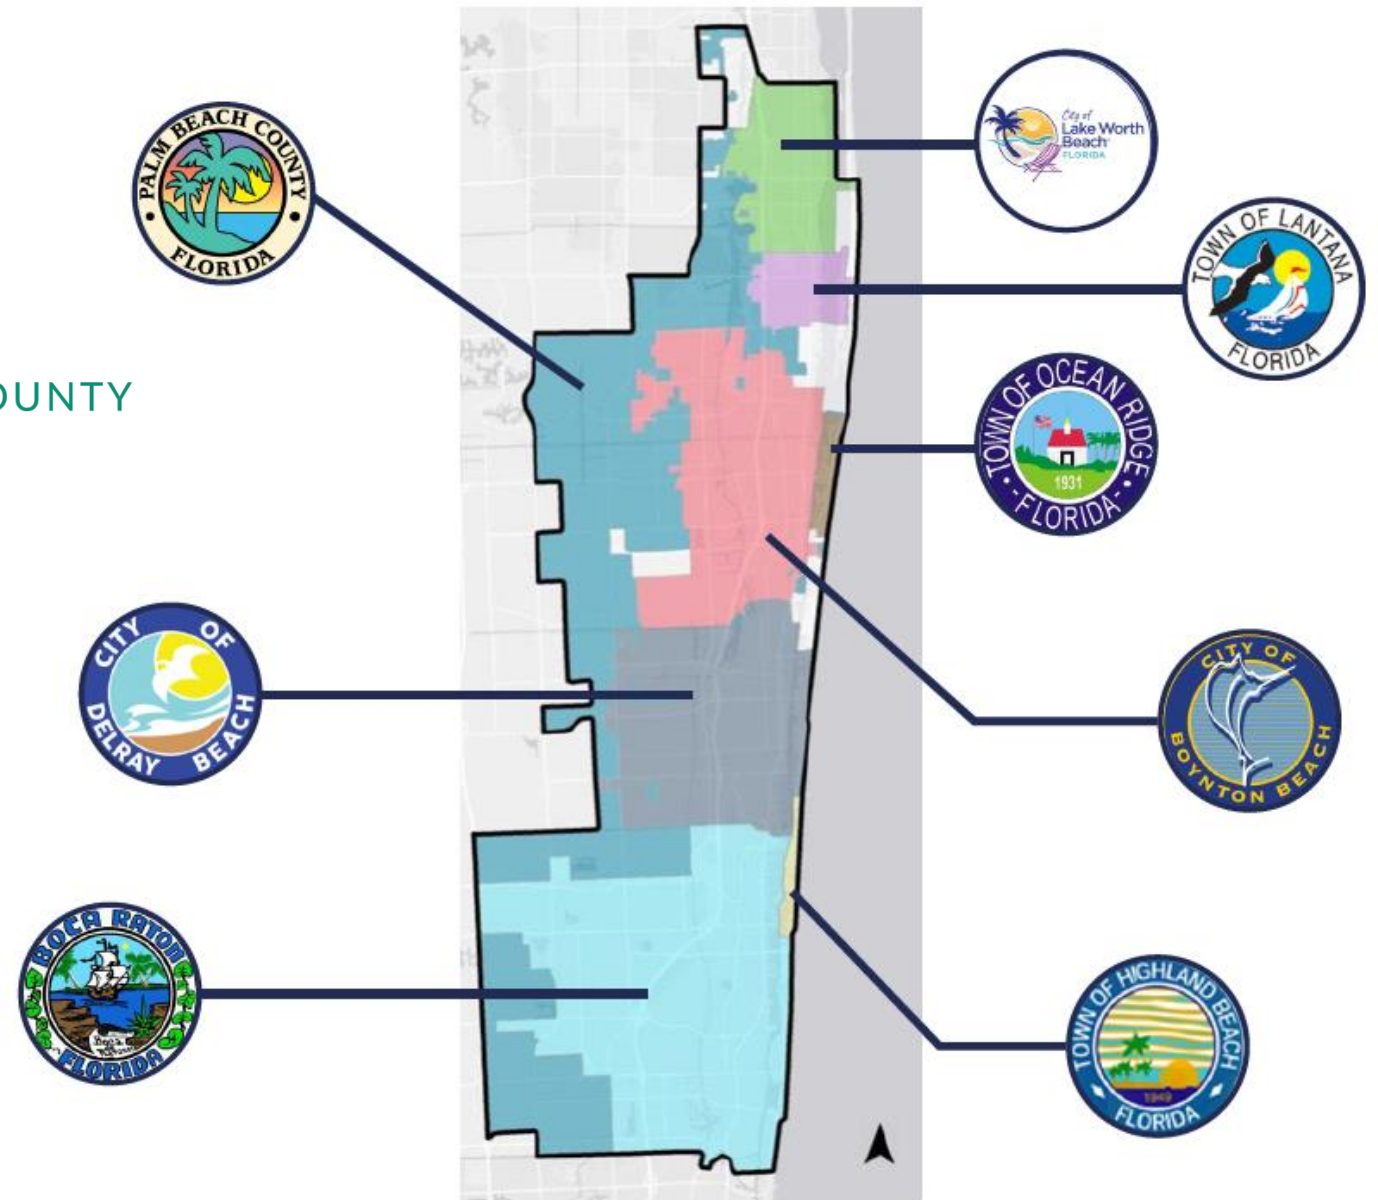 PALM BEACH COUNTY
FLORIDA
City of
Lake Worth
Beach
FLORIDA
TOWN OF LANTANA
FLORIDA
TOWN OF OCEAN RIDGE
1931
FLORIDA
OUNTY
CITY OF
DELRAY BEACH
CITY OF
BOYNTON BEACH
BOCA RATON
FLORIDA
TOWN OF HIGHLAND BEACH
1949
FLORIDA